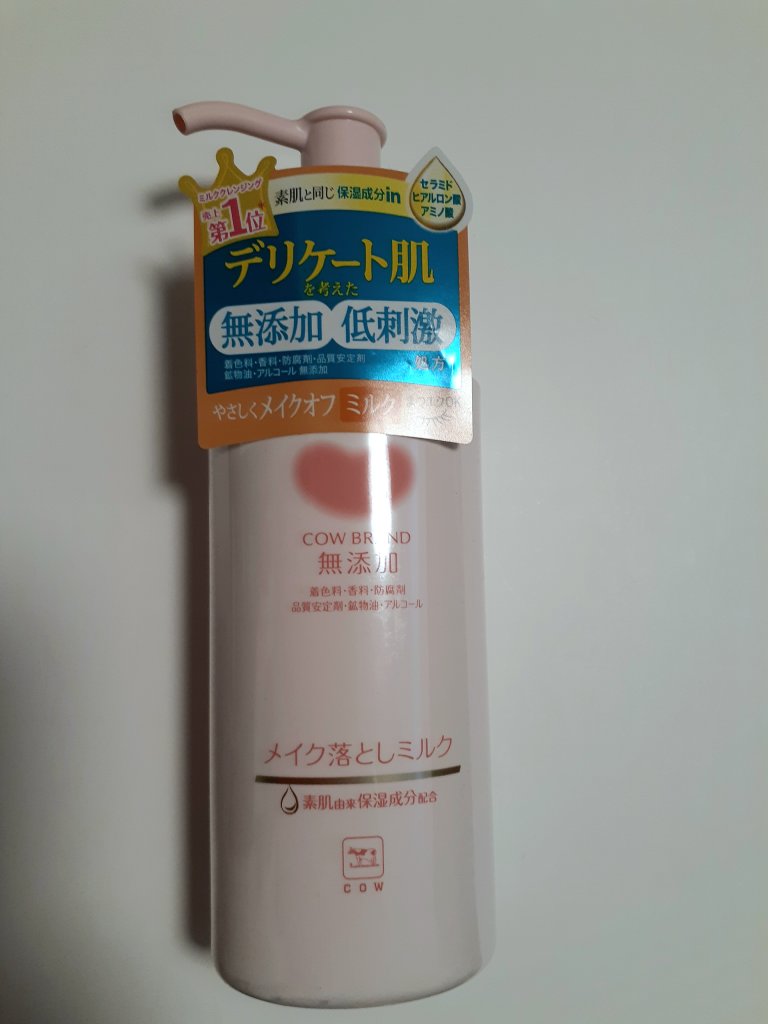 素肌と同じ 保湿成分in
セラミド
ヒアルロン酸
アミノ酸
ミルククレンジング
売上
第1位
デリケート肌
を考えた
無添加 低刺激
着色料・香料・防腐剤・品質安定剤
鉱物油・アルコール 無添加
処方
やさしくメイクオフ ミルク
COW BRAND
無添加
着色料・香料・防腐剤
品質安定剤・鉱物油・アルコール
メイク落としミルク
素肌由来保湿成分配合
COW